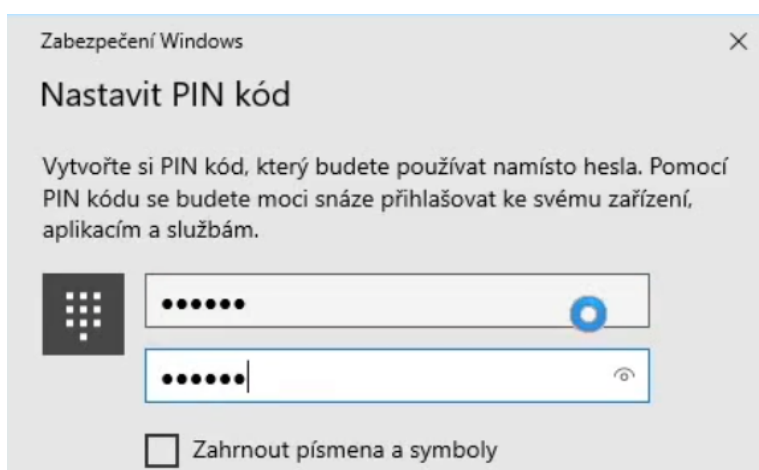 Zabezpečení Windows
Nastavit PIN kód
Vytvořte si PIN kód, který budete používat namísto hesla. Pomocí
PIN kódu se budete moci snáze přihlašovat ke svému zařízení,
aplikacím a službám.
●●●●●●
●●●●●●
Zahrnout písmena a symboly